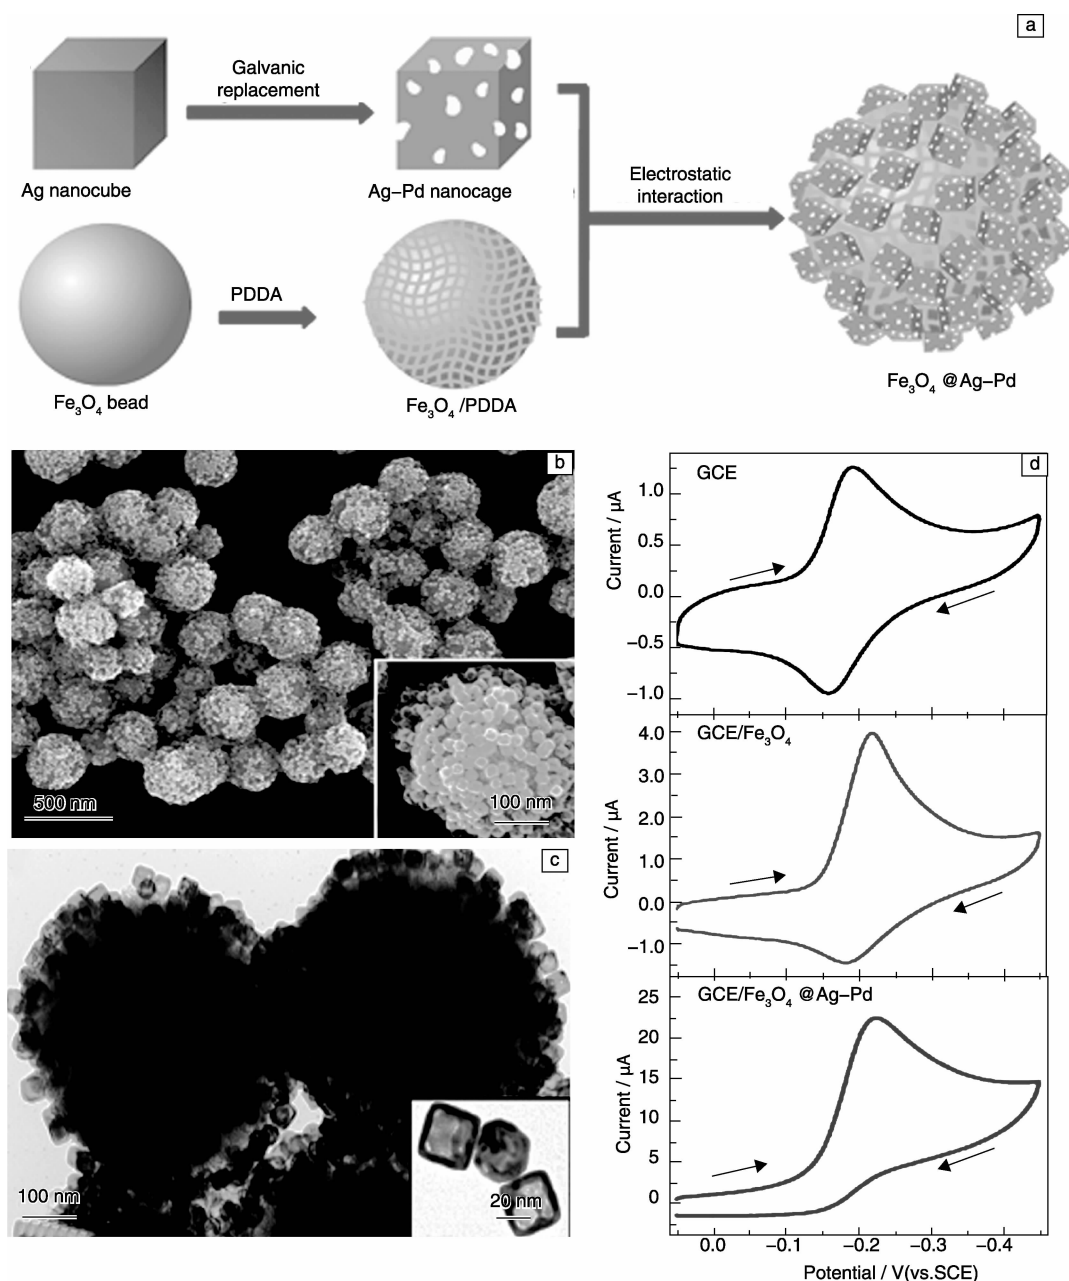 a
Galvanic
replacement
Ag nanocube
Ag–Pd nanocage
Electrostatic
interaction
PDDA
Fe3O4 bead
Fe3O4 /PDDA
Fe3O4 @Ag–Pd
b
500 nm
100 nm
c
100 nm
20 nm
d
GCE
Current / μA
1.0
0.5
0.0
−0.5
−1.0
GCE/Fe3O4
Current / μA
4.0
3.0
2.0
1.0
0.0
−1.0
GCE/Fe3O4 @Ag–Pd
Current / μA
25
20
15
10
5
0
0.0 −0.1 −0.2 −0.3 −0.4
Potential / V(vs.SCE)